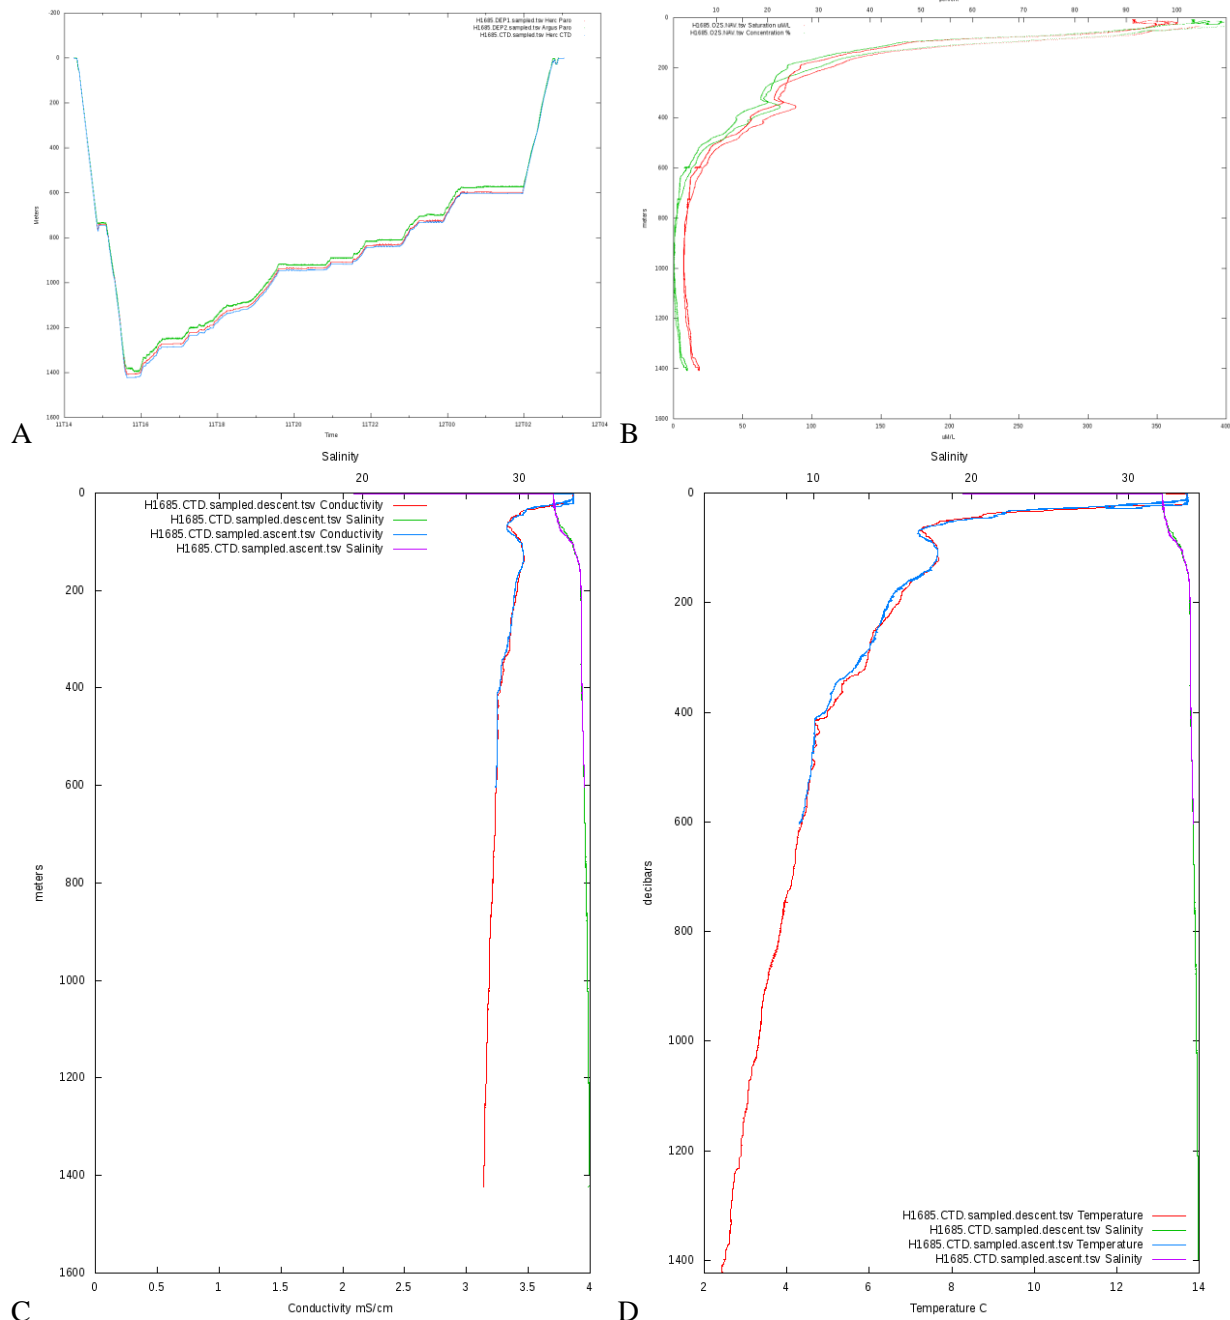 H1685.DEP1.sampled.tsv Herc Paro
H1685.DEP2.sampled.tsv Argus Paro
H1685.CTD.sampled.tsv Herc CTD
-200
0
200
400
600
800
1000
1200
1400
1600
Meters
11T14 11T16 11T18 11T20 11T22 12T00 12T02 12T04
Time
A
10 20 30 40 50 60 70 80 90 100
H1685.O2S.NAV.tsv Saturation uM/L
H1685.O2S.NAV.tsv Concentration %
0
200
400
600
800
1000
1200
1400
1600
meters
0 50 100 150 200 250 300 350 400
uM/L
B
Salinity
20 30
H1685.CTD.sampled.descent.tsv Conductivity
H1685.CTD.sampled.descent.tsv Salinity
H1685.CTD.sampled.ascent.tsv Conductivity
H1685.CTD.sampled.ascent.tsv Salinity
0
200
400
600
800
1000
1200
1400
1600
meters
0 0.5 1 1.5 2 2.5 3 3.5 4
Conductivity mS/cm
C
Salinity
10 20 30
0
200
400
600
800
1000
1200
1400
decibars
H1685.CTD.sampled.descent.tsv Temperature
H1685.CTD.sampled.descent.tsv Salinity
H1685.CTD.sampled.ascent.tsv Temperature
H1685.CTD.sampled.ascent.tsv Salinity
2 4 6 8 10 12 14
Temperature C
D